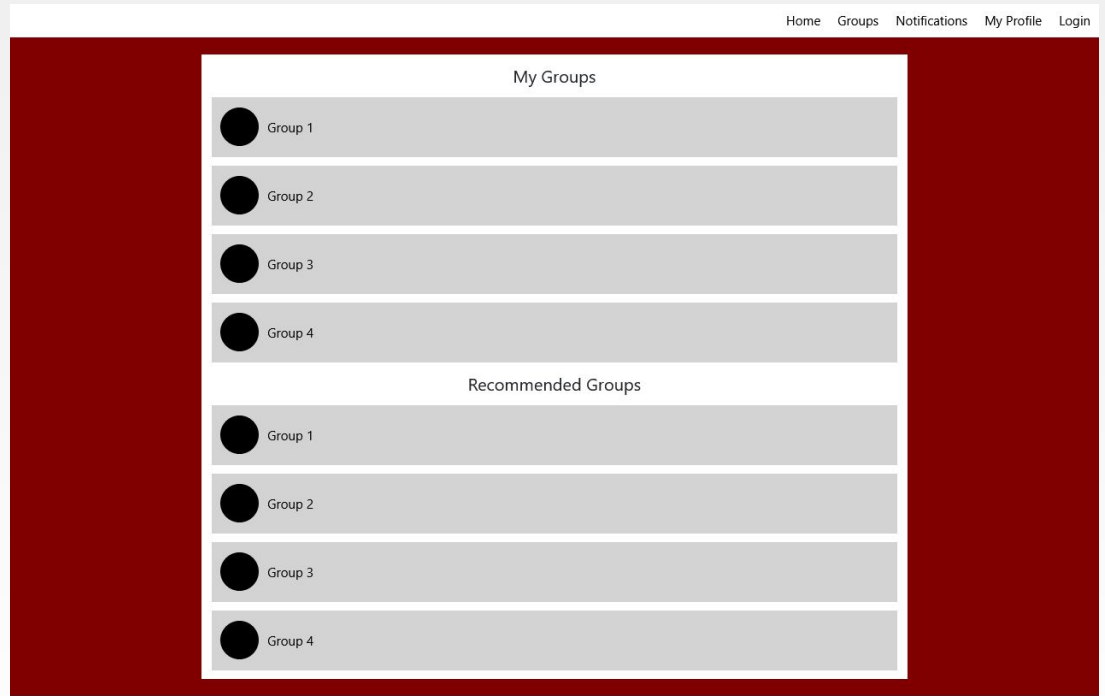 Home Groups Notifications My Profile Login
My Groups
Group 1
Group 2
Group 3
Group 4
Recommended Groups
Group 1
Group 2
Group 3
Group 4